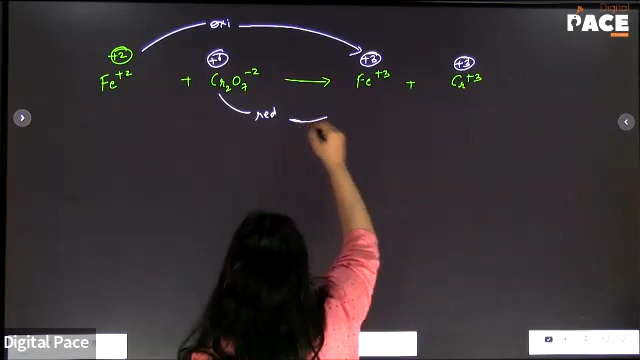 Digital
PACE
oxi
+2 +6 +3 +3
Fe+2 + Cr2O7-2 → Fe+3 + Cr+3
red
Digital Pace